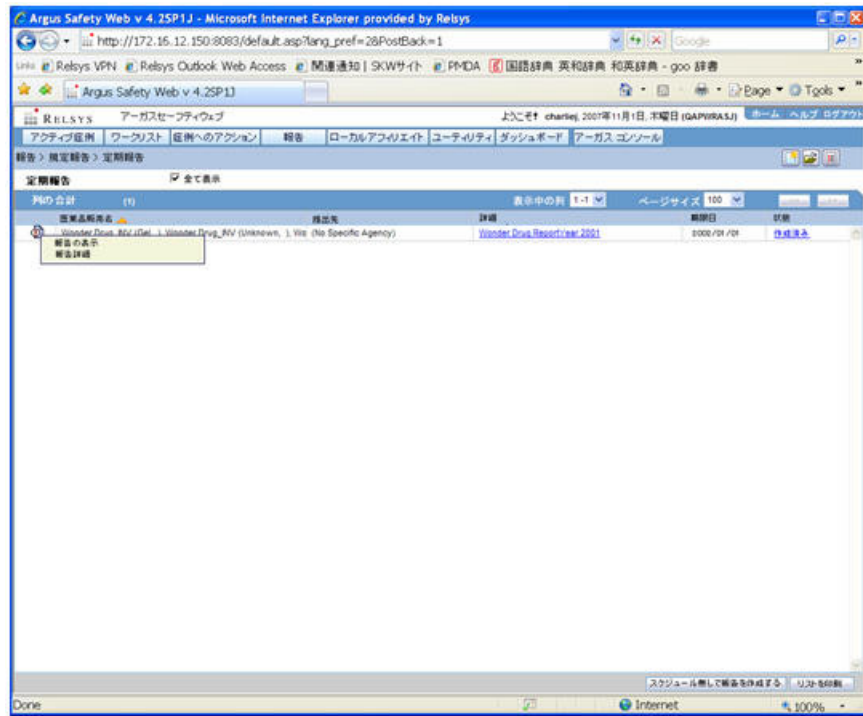 Argus Safety Web v 4.2SP1J - Microsoft Internet Explorer provided by Relsys
http://172.16.12.150:8083/default.asp?lang_pref=2&PostBack=1
Google
Links Relsys VPN Relsys Outlook Web Access 関連通知 | SKWサイト PMDA 国語辞典 英和辞典 和英辞典 - goo 辞書
Argus Safety Web v 4.2SP1J
Page Tools
RELSYS アーガスセーフティウェブ ようこそ! charliej, 2007年11月1日, 木曜日 (QAPWIRASJ) ホーム ヘルプ ログアウト
アクティブ症例 ワークリスト 症例へのアクション 報告 ローカルアフィリエイト ユーティリティ ダッシュボード アーガス コンソール
報告 > 規定報告 > 定期報告
定期報告 全て表示
列の合計 (1) 表示中の列 1-1 ページサイズ 100
医薬品販売名 提出先 詳細 期限日 状態
Wonder Drug_INV (Gel, ), Wonder Drug_INV (Unknown, ), Wo (No Specific Agency) Wonder Drug Report:Year 2001 2002/01/01 作成済み
報告の表示
報告詳細
スケジュール無しで報告を作成する リストを印刷
Done Internet 100%